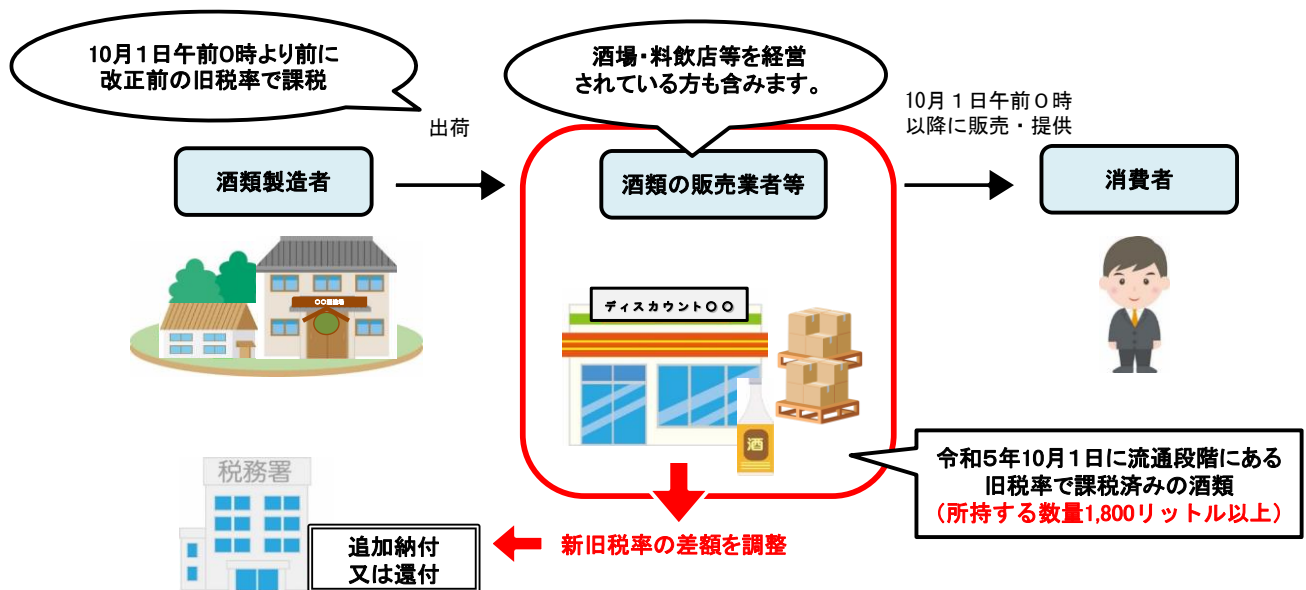 10月1日午前0時より前に
改正前の旧税率で課税
酒場・料飲店等を経営
されている方も含みます。
10月1日午前0時
以降に販売・提供
出荷
酒類製造者
酒類の販売業者等
消費者
ディスカウント〇〇
酒
令和5年10月1日に流通段階にある
旧税率で課税済みの酒類
（所持する数量1,800リットル以上）
税務署
追加納付
又は還付
新旧税率の差額を調整